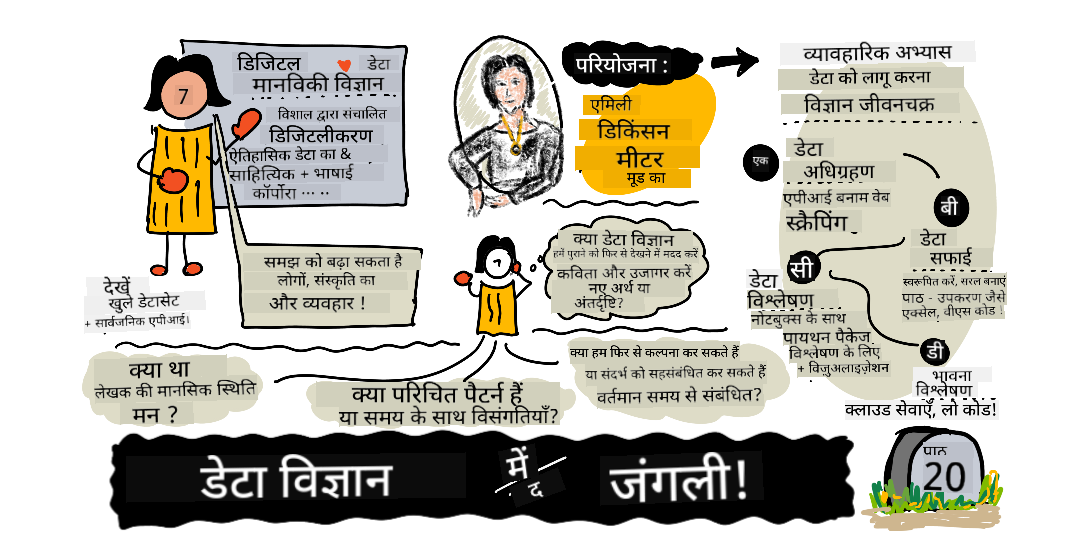 डिजिटल
डेटा
मानविकी विज्ञान
विशाल द्वारा संचालित
डिजिटलीकरण
ऐतिहासिक डेटा का &
साहित्यिक + भाषाई
कॉर्पोरा ... ..
7
समझ को बढ़ा सकता है
लोगों, संस्कृति का
और व्यवहार !
देखें
खुले डेटासेट
+ सार्वजनिक एपीआई।
परियोजना :
एमिली
डिकिंसन
मीटर
मूड का
क्या डेटा विज्ञान
हमें पुराने को फिर से देखने में मदद करें
कविता और उजागर करें
नए अर्थ या
अंतर्दृष्टि?
?
व्यावहारिक अभ्यास
डेटा को लागू करना
विज्ञान जीवनचक्र
एक
डेटा
अधिग्रहण
एपीआई बनाम वेब
स्क्रैपिंग
बी
डेटा
सफाई
स्वरूपित करें, सरल बनाएं
पाठ - उपकरण जैसे
एक्सेल, वीएस कोड !
सी
डेटा
विश्लेषण
नोटबुक्स के साथ
पायथन पैकेज
विश्लेषण के लिए
+ विज़ुअलाइज़ेशन
डी
भावना
विश्लेषण
क्लाउड सेवाएँ, लो कोड!
क्या था
लेखक की मानसिक स्थिति
मन ?
क्या परिचित पैटर्न हैं
या समय के साथ विसंगतियाँ?
क्या हम फिर से कल्पना कर सकते हैं
या संदर्भ को सहसंबंधित कर सकते हैं
वर्तमान समय से संबंधित?
डेटा विज्ञान
में
द
जंगली!
पाठ
20